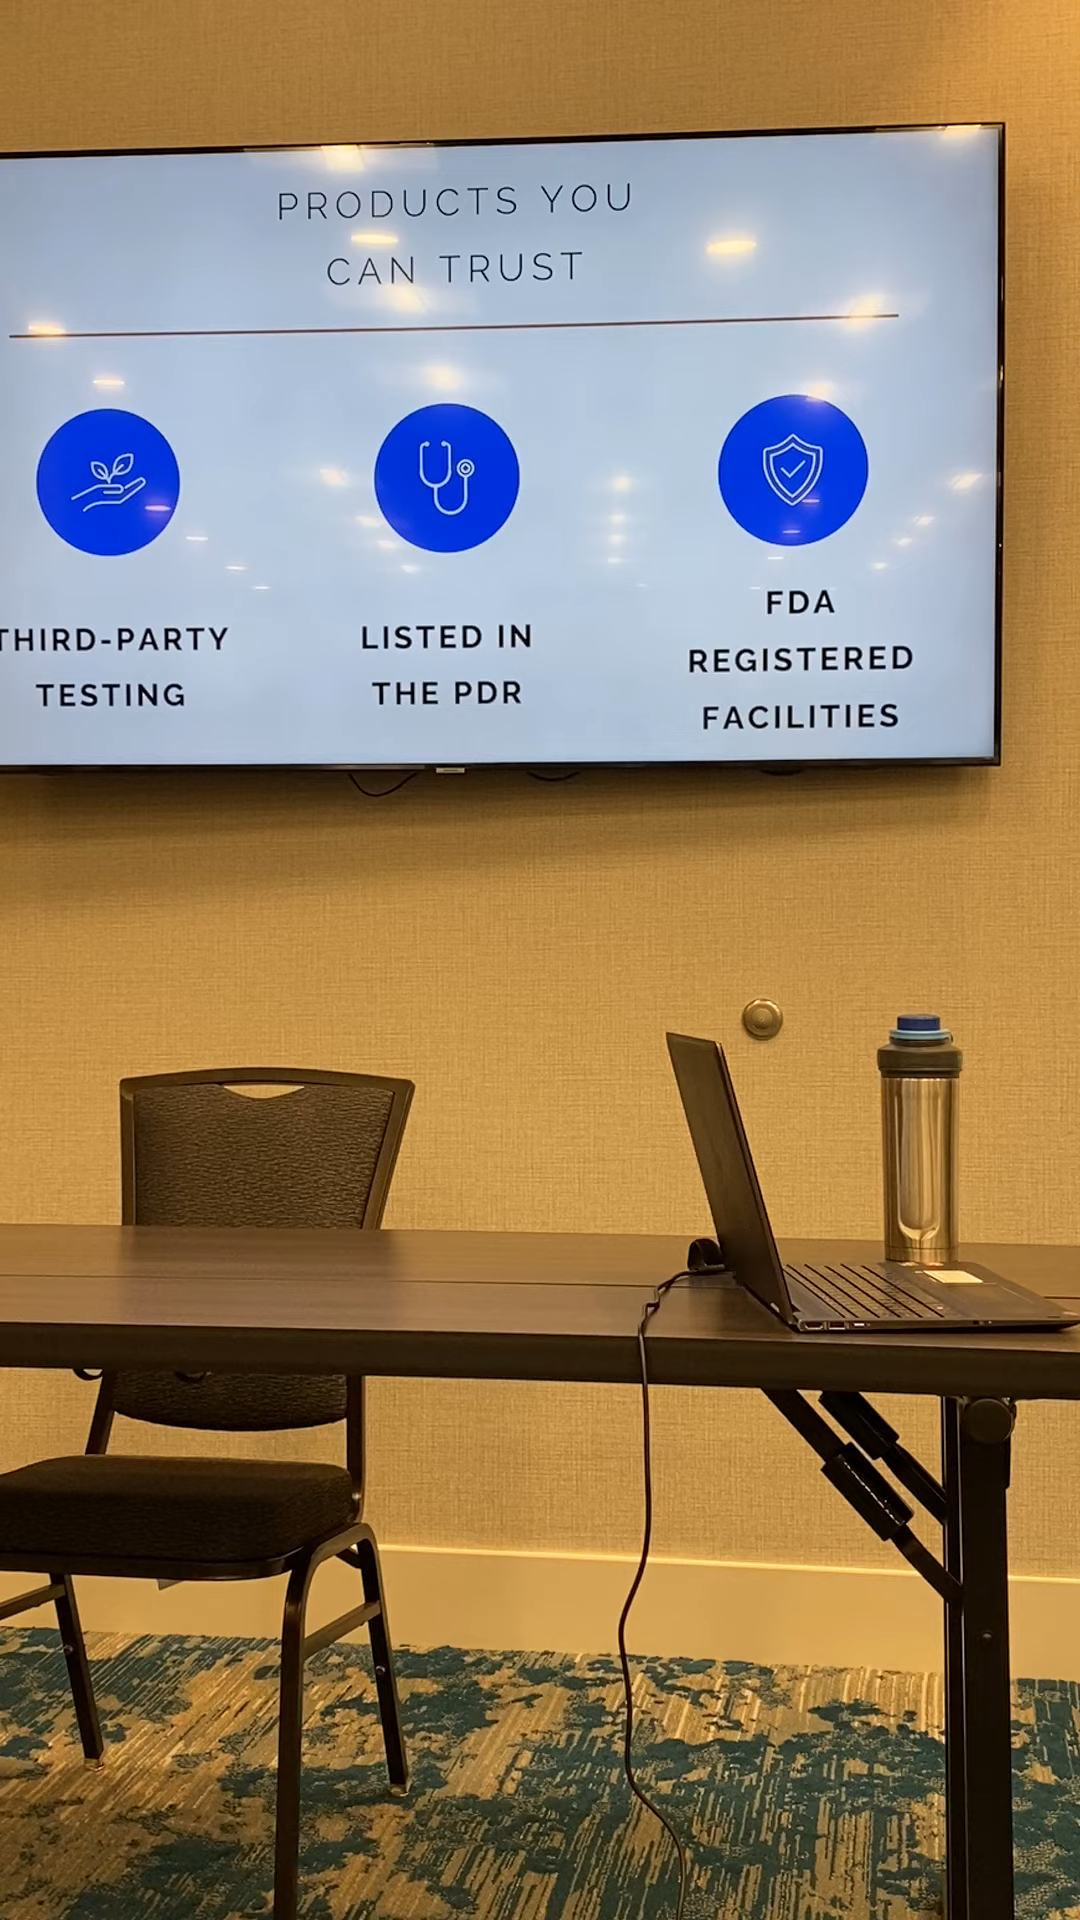 PRODUCTS YOU
CAN TRUST
THIRD-PARTY
TESTING
LISTED IN
THE PDR
FDA
REGISTERED
FACILITIES